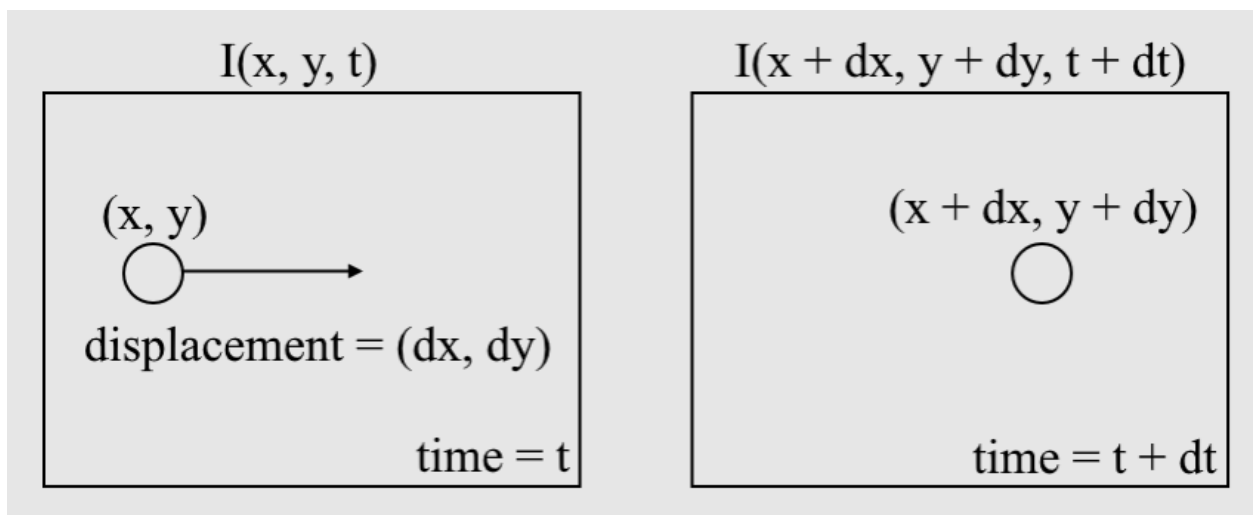 I(x, y, t)
(x, y)
displacement = (dx, dy)
time = t
I(x + dx, y + dy, t + dt)
(x + dx, y + dy)
time = t + dt